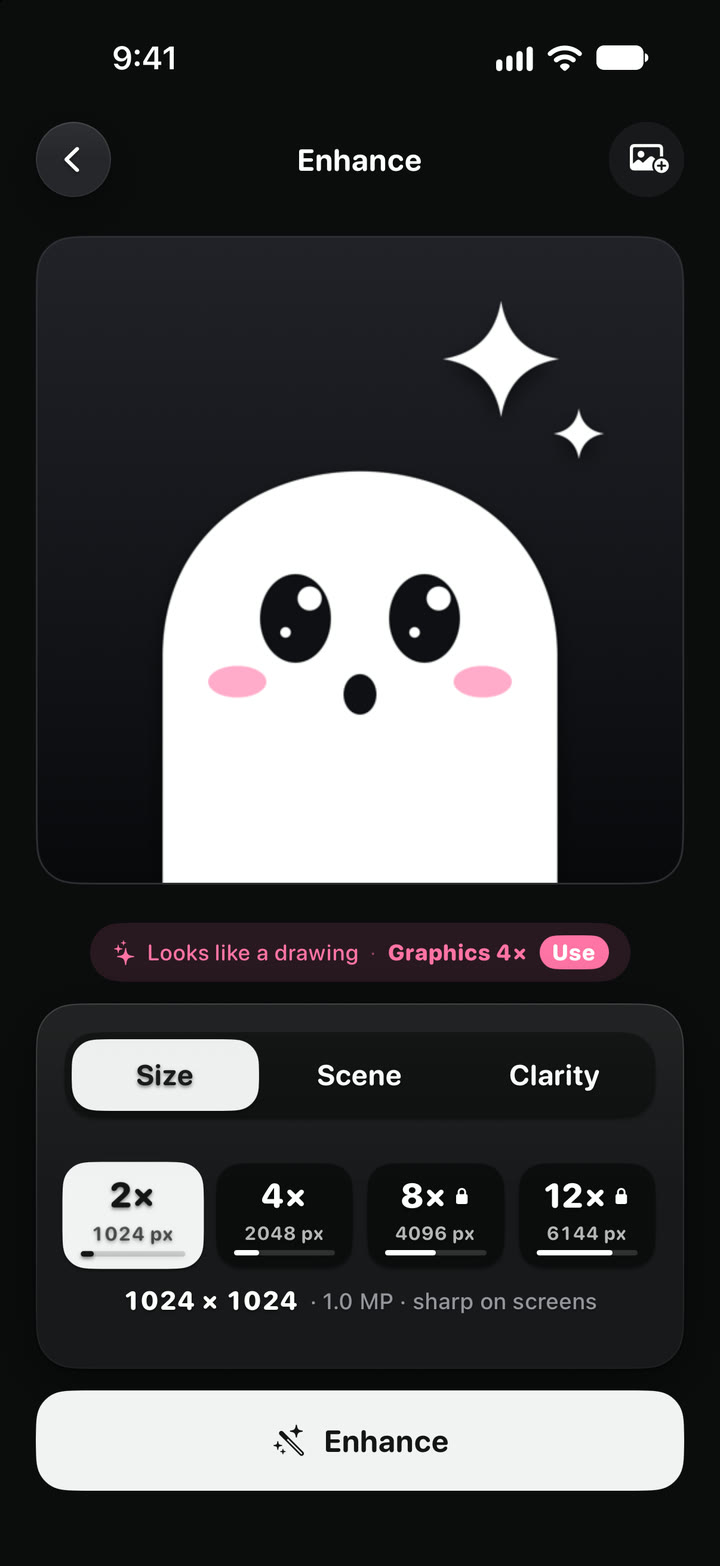 9:41
Enhance
Looks like a drawing · Graphics 4× Use
Size Scene Clarity
2× 4× 8× 12×
1024 px 2048 px 4096 px 6144 px
1024 × 1024 · 1.0 MP · sharp on screens
Enhance